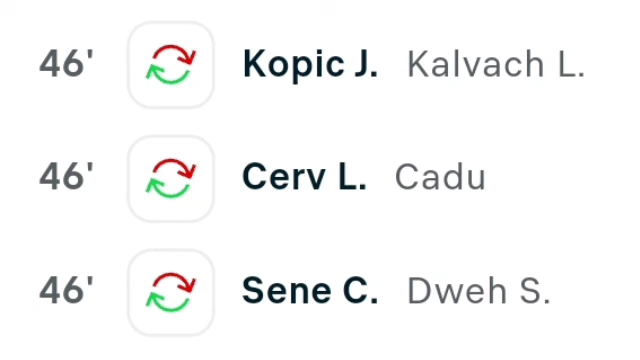 46' Kopic J. Kalvach L.
46' Cerv L. Cadu
46' Sene C. Dweh S.